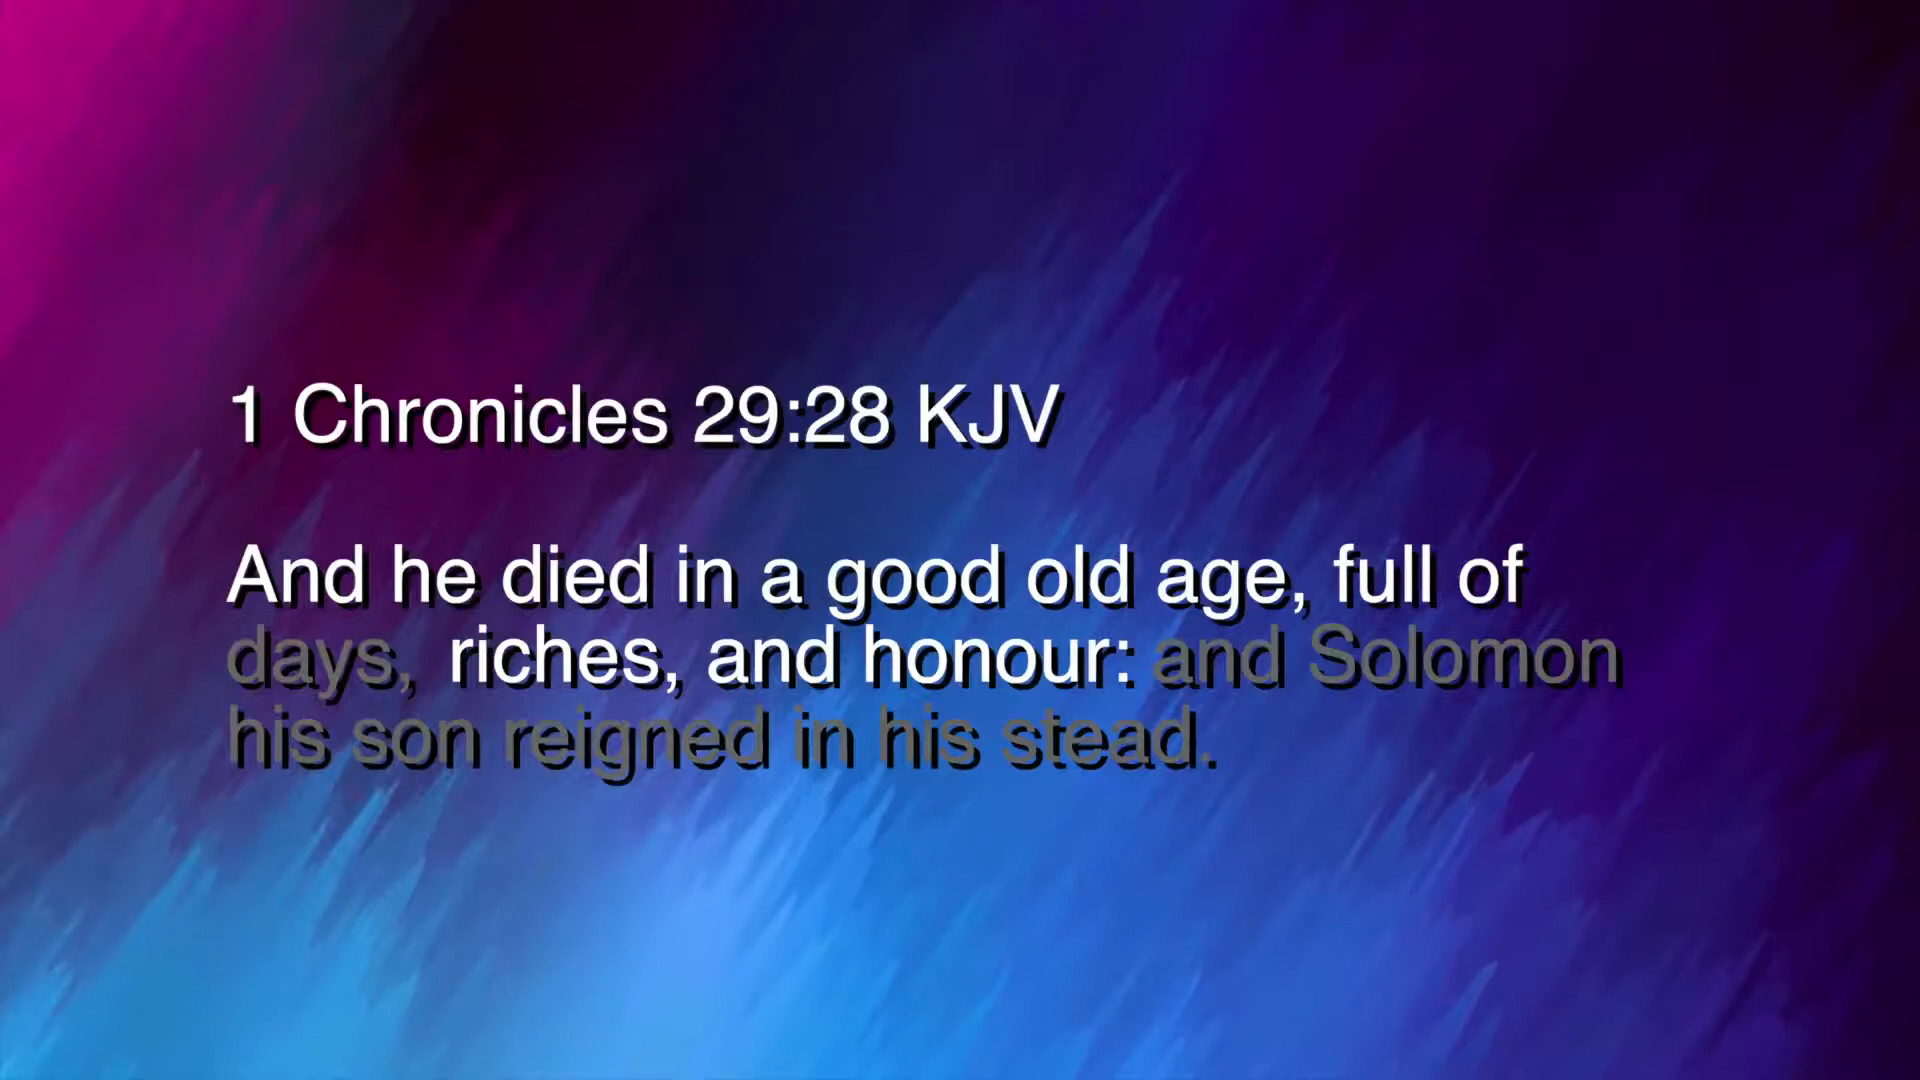 1 Chronicles 29:28 KJV
And he died in a good old age, full of
days, riches, and honour: and Solomon
his son reigned in his stead.